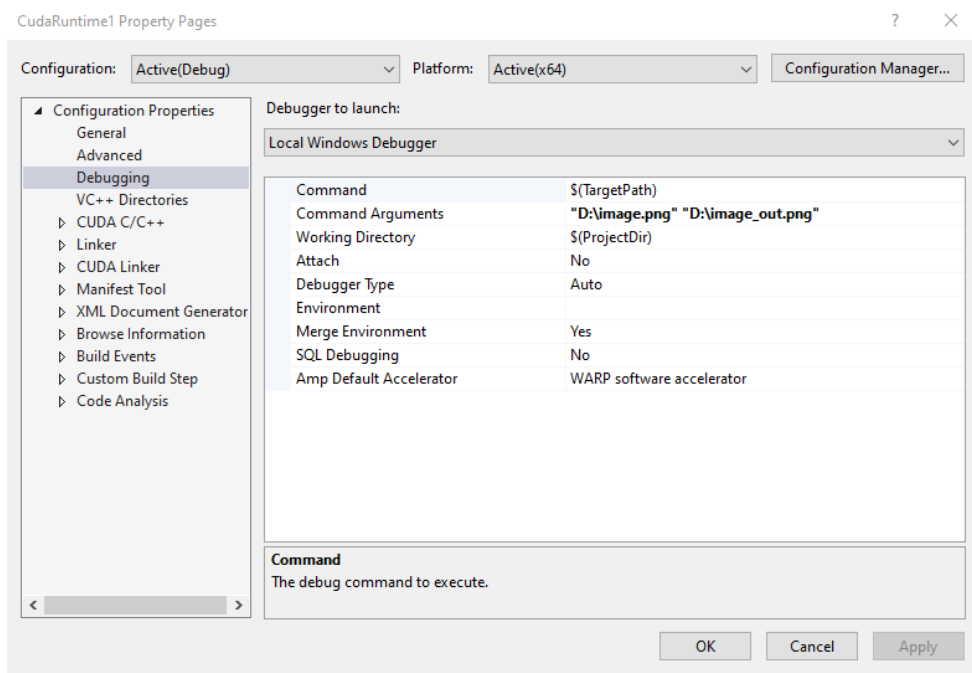 CudaRuntime1 Property Pages
?
Configuration: Active(Debug) Platform: Active(x64) Configuration Manager...
Configuration Properties
General
Advanced
Debugging
VC++ Directories
CUDA C/C++
Linker
CUDA Linker
Manifest Tool
XML Document Generator
Browse Information
Build Events
Custom Build Step
Code Analysis
Debugger to launch:
Local Windows Debugger
Command $(TargetPath)
Command Arguments "D:\image.png" "D:\image_out.png"
Working Directory $(ProjectDir)
Attach No
Debugger Type Auto
Environment
Merge Environment Yes
SQL Debugging No
Amp Default Accelerator WARP software accelerator
Command
The debug command to execute.
OK Cancel Apply